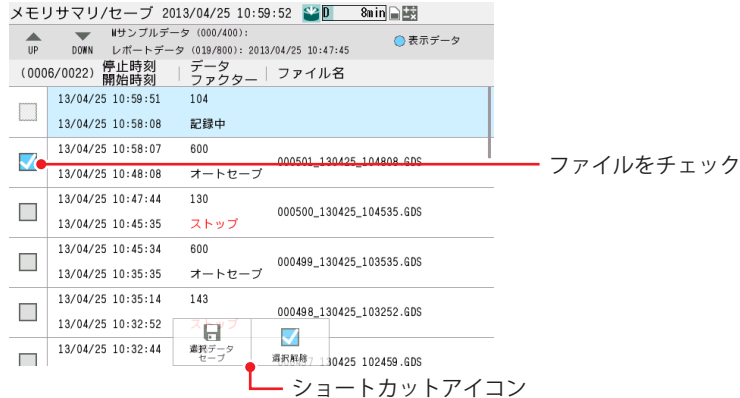 メモリサマリ/セーブ 2013/04/25 10:59:52 D 8min
UP DOWN Mサンプルデータ (000/400):
レポートデータ (019/800): 2013/04/25 10:47:45
表示データ
(0006/0022) 停止時刻 データ ファイル名
開始時刻 ファクター
13/04/25 10:59:51 104
13/04/25 10:58:08 記録中
13/04/25 10:58:07 600
000501_130425_104808.GDS
13/04/25 10:48:08 オートセーブ
ファイルをチェック
13/04/25 10:47:44 130
000500_130425_104535.GDS
13/04/25 10:45:35 ストップ
13/04/25 10:45:34 600
000499_130425_103535.GDS
13/04/25 10:35:35 オートセーブ
13/04/25 10:35:14 143
000498_130425_103252.GDS
13/04/25 10:32:52 ストップ
13/04/25 10:32:44
選択データ
セーブ
選択解除
130425_102459.GDS
ショートカットアイコン